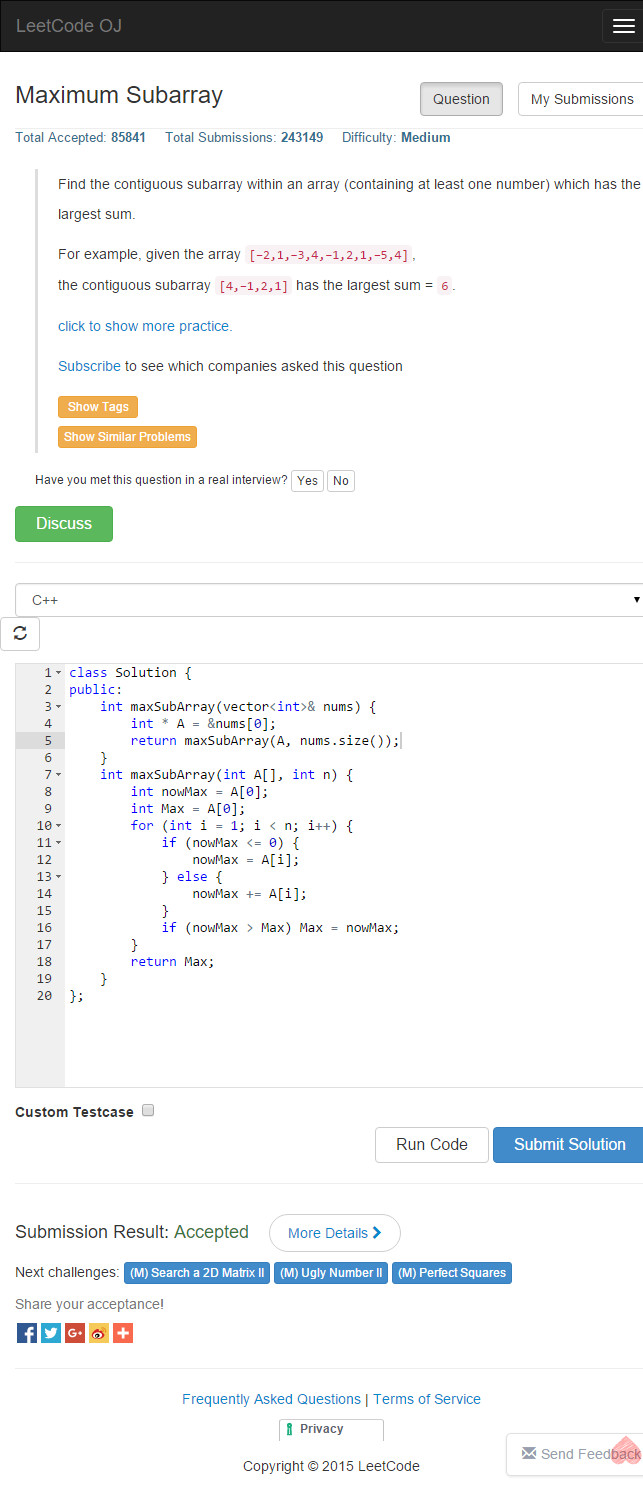 LeetCode OJ
Maximum Subarray
Question
My Submissions
Total Accepted: 85841 Total Submissions: 243149 Difficulty: Medium
Find the contiguous subarray within an array (containing at least one number) which has the
largest sum.
For example, given the array [-2,1,-3,4,-1,2,1,-5,4],
the contiguous subarray [4,-1,2,1] has the largest sum = 6.
click to show more practice.
Subscribe to see which companies asked this question
Show Tags
Show Similar Problems
Have you met this question in a real interview? Yes No
Discuss
C++
1 class Solution {
2 public:
3     int maxSubArray(vector<int>& nums) {
4         int * A = &nums[0];
5         return maxSubArray(A, nums.size());
6     }
7     int maxSubArray(int A[], int n) {
8         int nowMax = A[0];
9         int Max = A[0];
10         for (int i = 1; i < n; i++) {
11             if (nowMax <= 0) {
12                 nowMax = A[i];
13             } else {
14                 nowMax += A[i];
15             }
16             if (nowMax > Max) Max = nowMax;
17         }
18         return Max;
19     }
20 };
Custom Testcase
Run Code
Submit Solution
Submission Result: Accepted More Details
Next challenges: (M) Search a 2D Matrix II (M) Ugly Number II (M) Perfect Squares
Share your acceptance!
Frequently Asked Questions | Terms of Service
Privacy
Send Feedback
Copyright © 2015 LeetCode